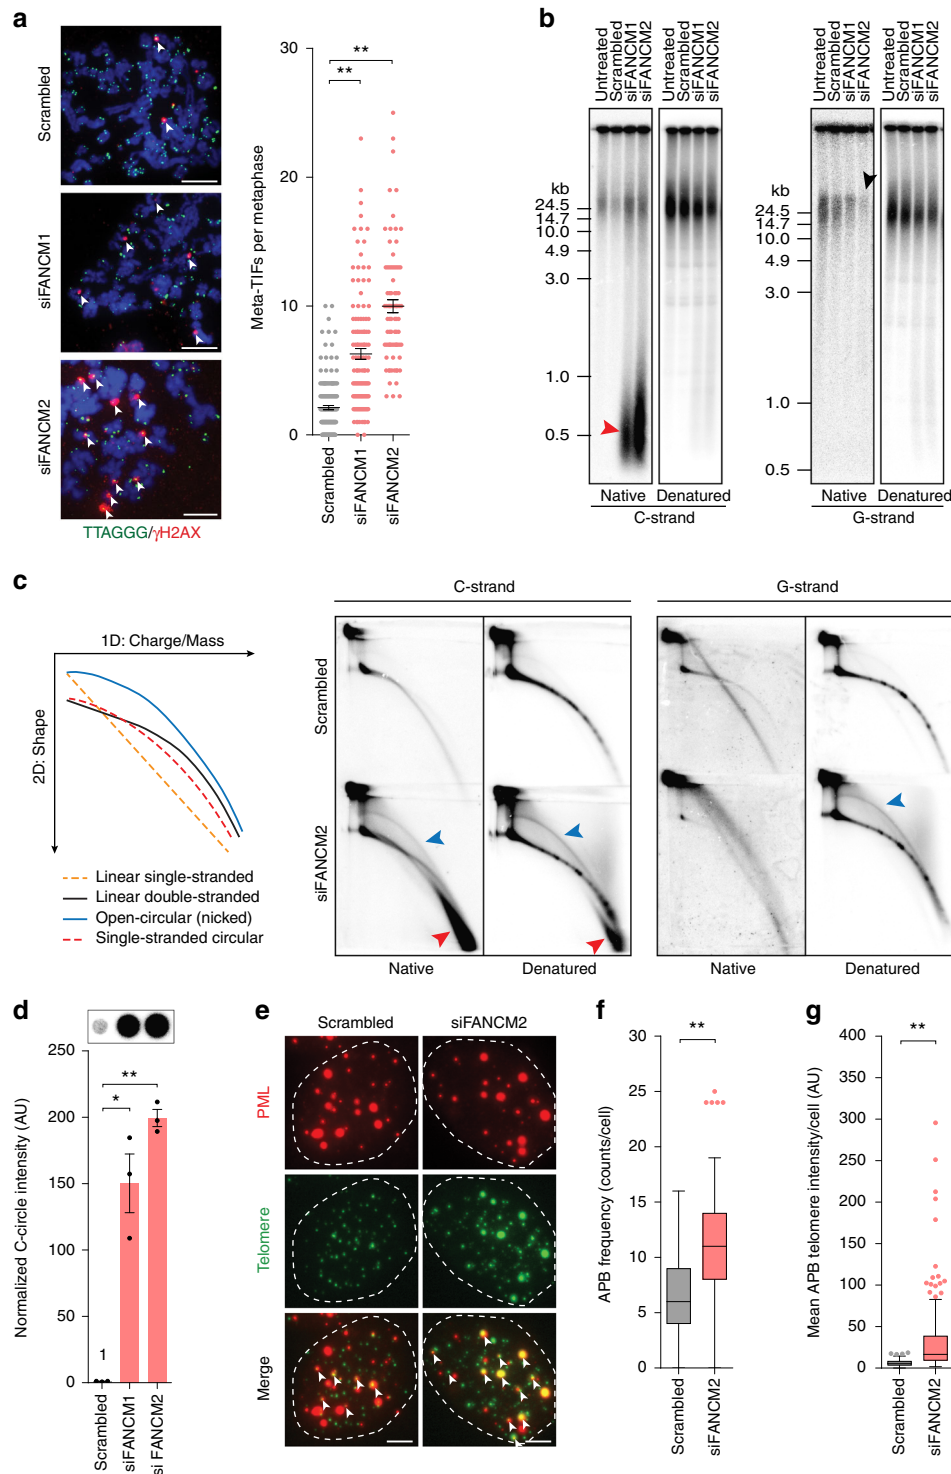 a
Scrambled
siFANCM1
siFANCM2
TTAGGG/γH2AX
Meta-TIFs per metaphase
30
20
10
0
**
**
Scrambled
siFANCM1
siFANCM2
b
Untreated
Scrambled
siFANCM1
siFANCM2
Untreated
Scrambled
siFANCM1
siFANCM2
kb
24.5
14.7
10.0
4.9
3.0
1.0
0.5
Native
Denatured
C-strand
Untreated
Scrambled
siFANCM1
siFANCM2
Untreated
Scrambled
siFANCM1
siFANCM2
kb
24.5
14.7
10.0
4.9
3.0
1.0
0.5
Native
Denatured
G-strand
c
1D: Charge/Mass
2D: Shape
Linear single-stranded
Linear double-stranded
Open-circular (nicked)
Single-stranded circular
C-strand
G-strand
Scrambled
siFANCM2
Native
Denatured
Native
Denatured
d
Normalized C-circle intensity (AU)
250
200
150
100
50
0
**
*
1
Scrambled
siFANCM1
si FANCM2
e
Scrambled
siFANCM2
PML
Telomere
Merge
f
APB frequency (counts/cell)
30
25
20
15
10
5
0
**
Scrambled
siFANCM2
g
Mean APB telomere intensity/cell (AU)
400
350
300
250
200
150
100
50
0
**
Scrambled
siFANCM2